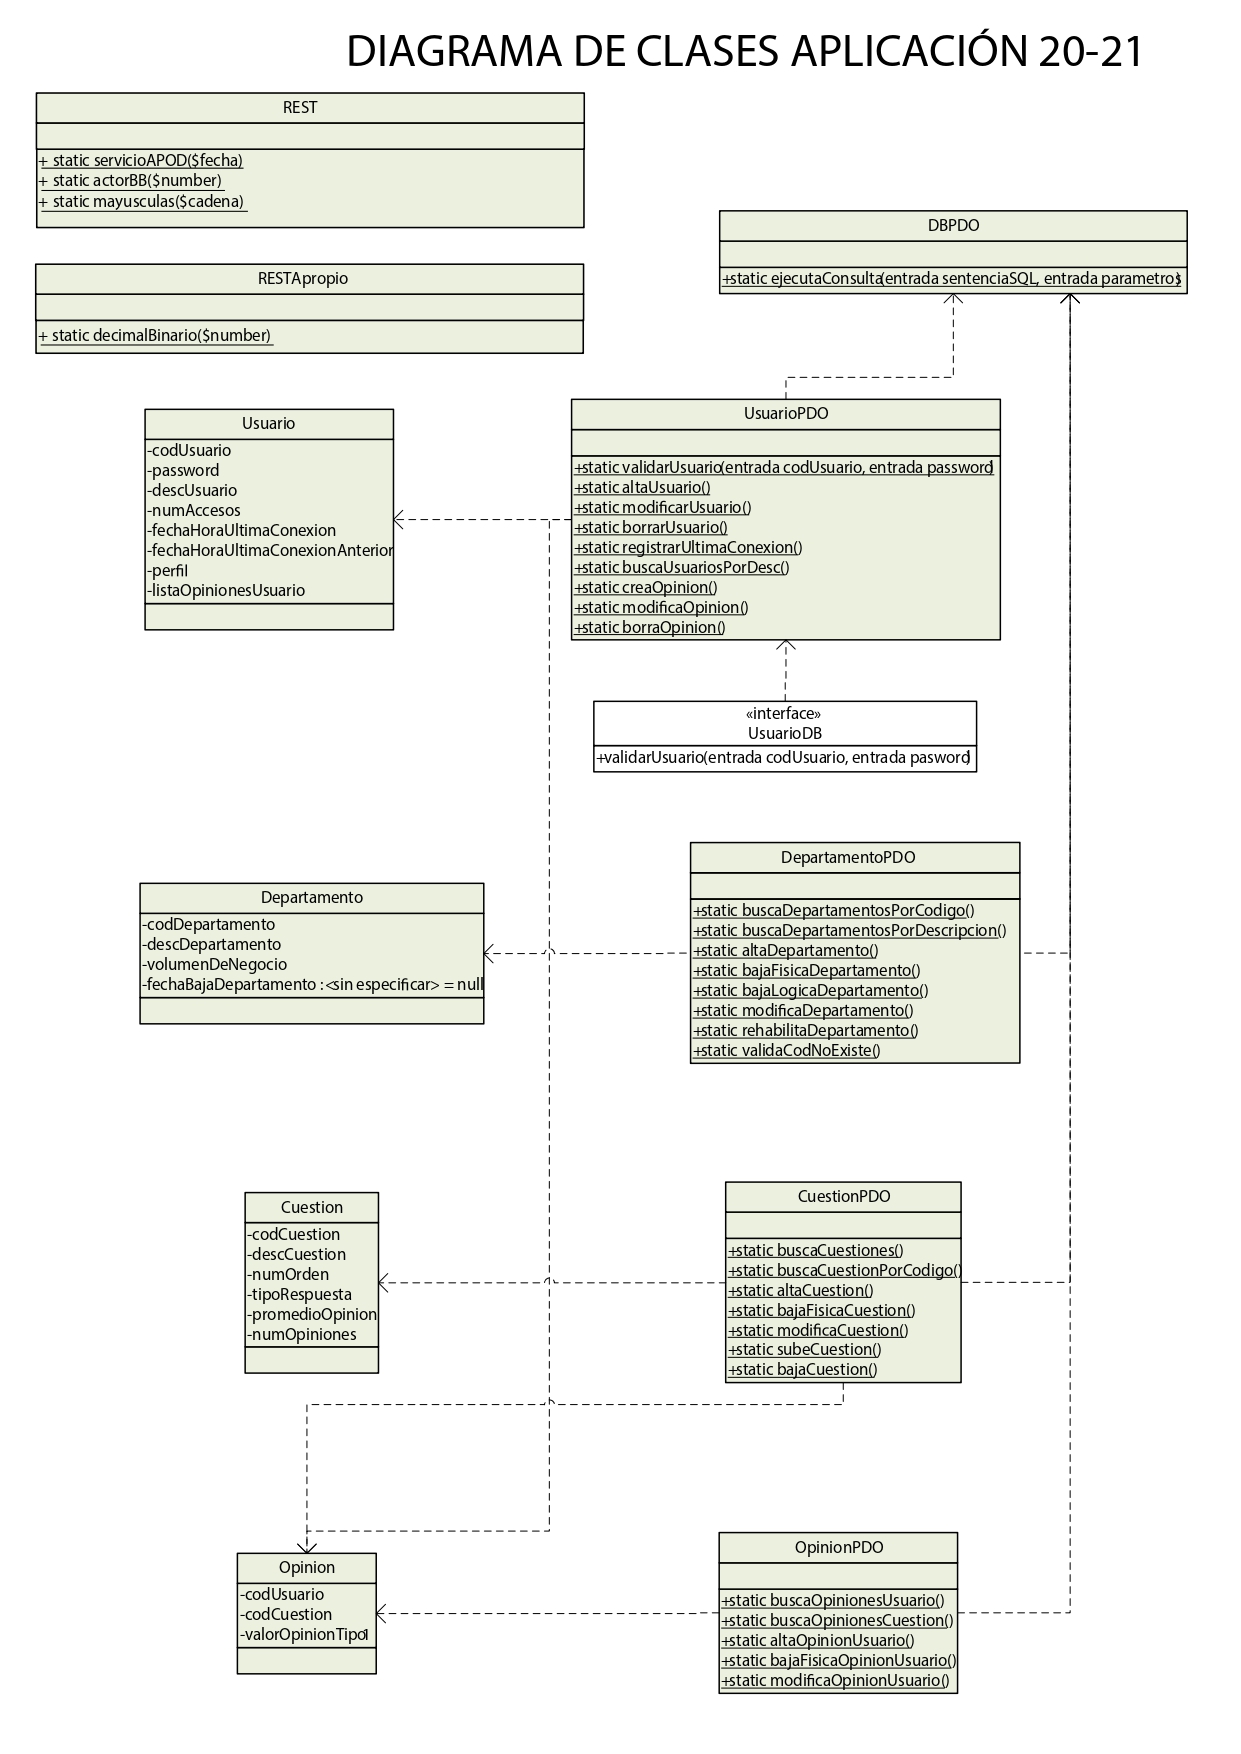 DIAGRAMA DE CLASES APLICACIÓN 20-21
REST
+ static servicioAPOD($fecha)
+ static actorBB($number)
+ static mayusculas($cadena)
DBPDO
+static ejecutaConsulta(entrada sentenciaSQL, entrada parametros)
RESTApropio
+ static decimalBinario($number)
Usuario
-codUsuario
-password
-descUsuario
-numAccesos
-fechaHoraUltimaConexion
-fechaHoraUltimaConexionAnterior
-perfil
-listaOpinionesUsuario
UsuarioPDO
+static validarUsuario(entrada codUsuario, entrada password)
+static altaUsuario()
+static modificarUsuario()
+static borrarUsuario()
+static registrarUltimaConexion()
+static buscaUsuariosPorDesc()
+static creaOpinion()
+static modificaOpinion()
+static borraOpinion()
«interface»
UsuarioDB
+validarUsuario(entrada codUsuario, entrada pasword)
Departamento
-codDepartamento
-descDepartamento
-volumenDeNegocio
-fechaBajaDepartamento : <sin especificar> = null
DepartamentoPDO
+static buscaDepartamentosPorCodigo()
+static buscaDepartamentosPorDescripcion()
+static altaDepartamento()
+static bajaFisicaDepartamento()
+static bajaLogicaDepartamento()
+static modificaDepartamento()
+static rehabilitaDepartamento()
+static validaCodNoExiste()
Cuestion
-codCuestion
-descCuestion
-numOrden
-tipoRespuesta
-promedioOpinion
-numOpiniones
CuestionPDO
+static buscaCuestiones()
+static buscaCuestionPorCodigo()
+static altaCuestion()
+static bajaFisicaCuestion()
+static modificaCuestion()
+static subeCuestion()
+static bajaCuestion()
Opinion
-codUsuario
-codCuestion
-valorOpinionTipo1
OpinionPDO
+static buscaOpinionesUsuario()
+static buscaOpinionesCuestion()
+static altaOpinionUsuario()
+static bajaFisicaOpinionUsuario()
+static modificaOpinionUsuario()